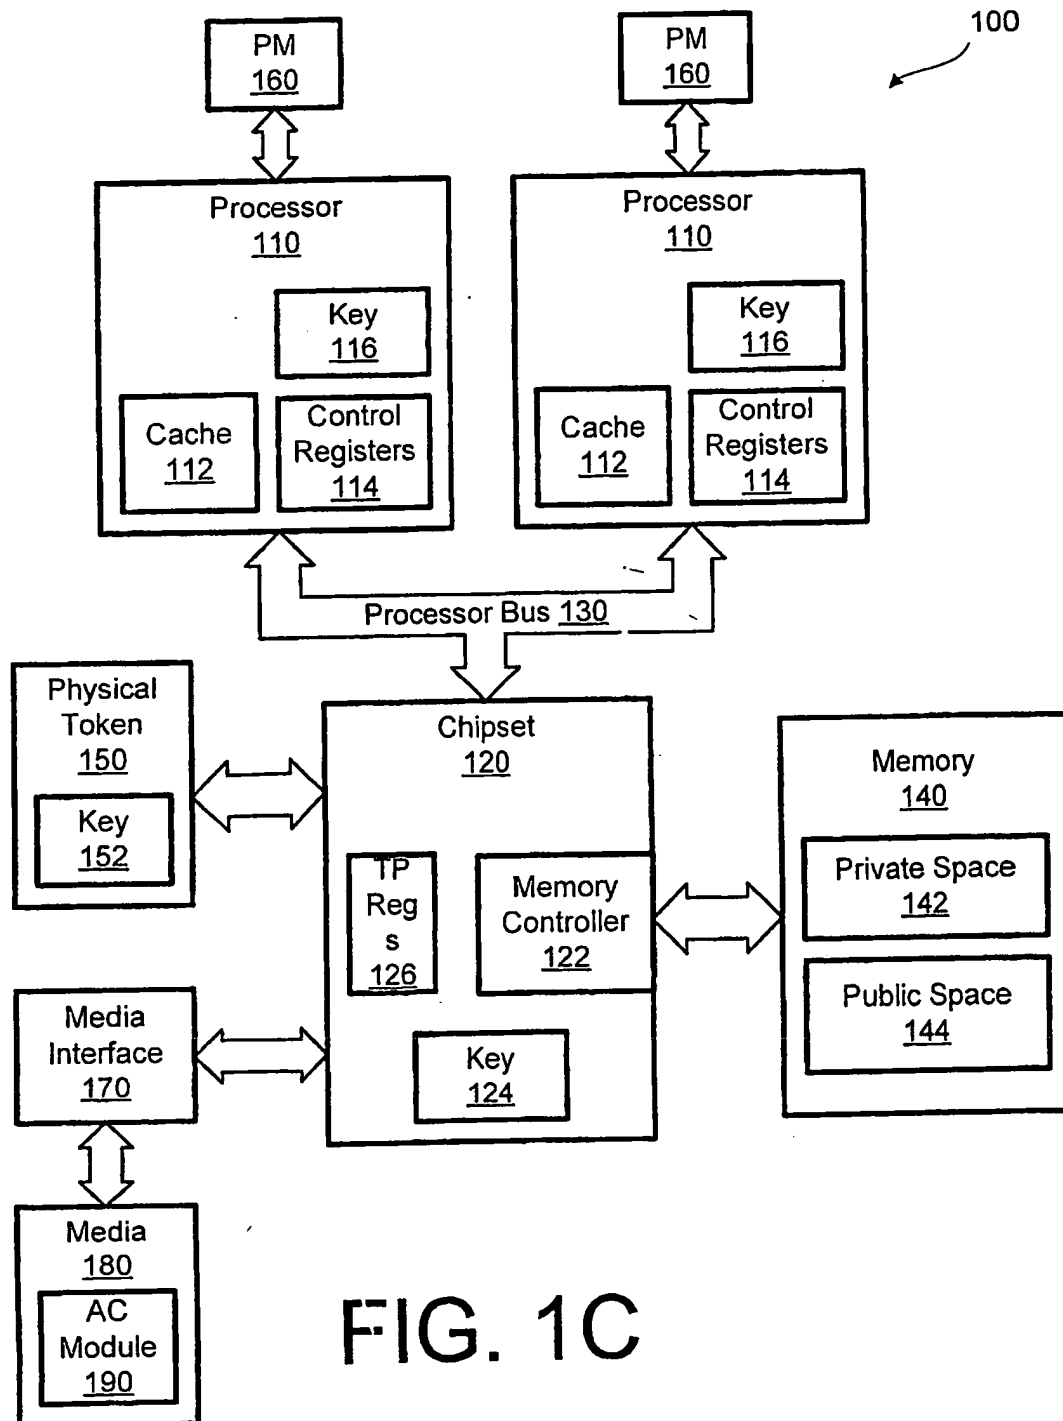 100
PM
160
PM
160
Processor
110
Key
116
Cache
112
Control
Registers
114
Processor
110
Key
116
Cache
112
Control
Registers
114
Processor Bus 130
Physical
Token
150
Key
152
Chipset
120
TP
Reg
s
126
Memory
Controller
122
Key
124
Memory
140
Private Space
142
Public Space
144
Media
Interface
170
Media
180
AC
Module
190
FIG. 1C